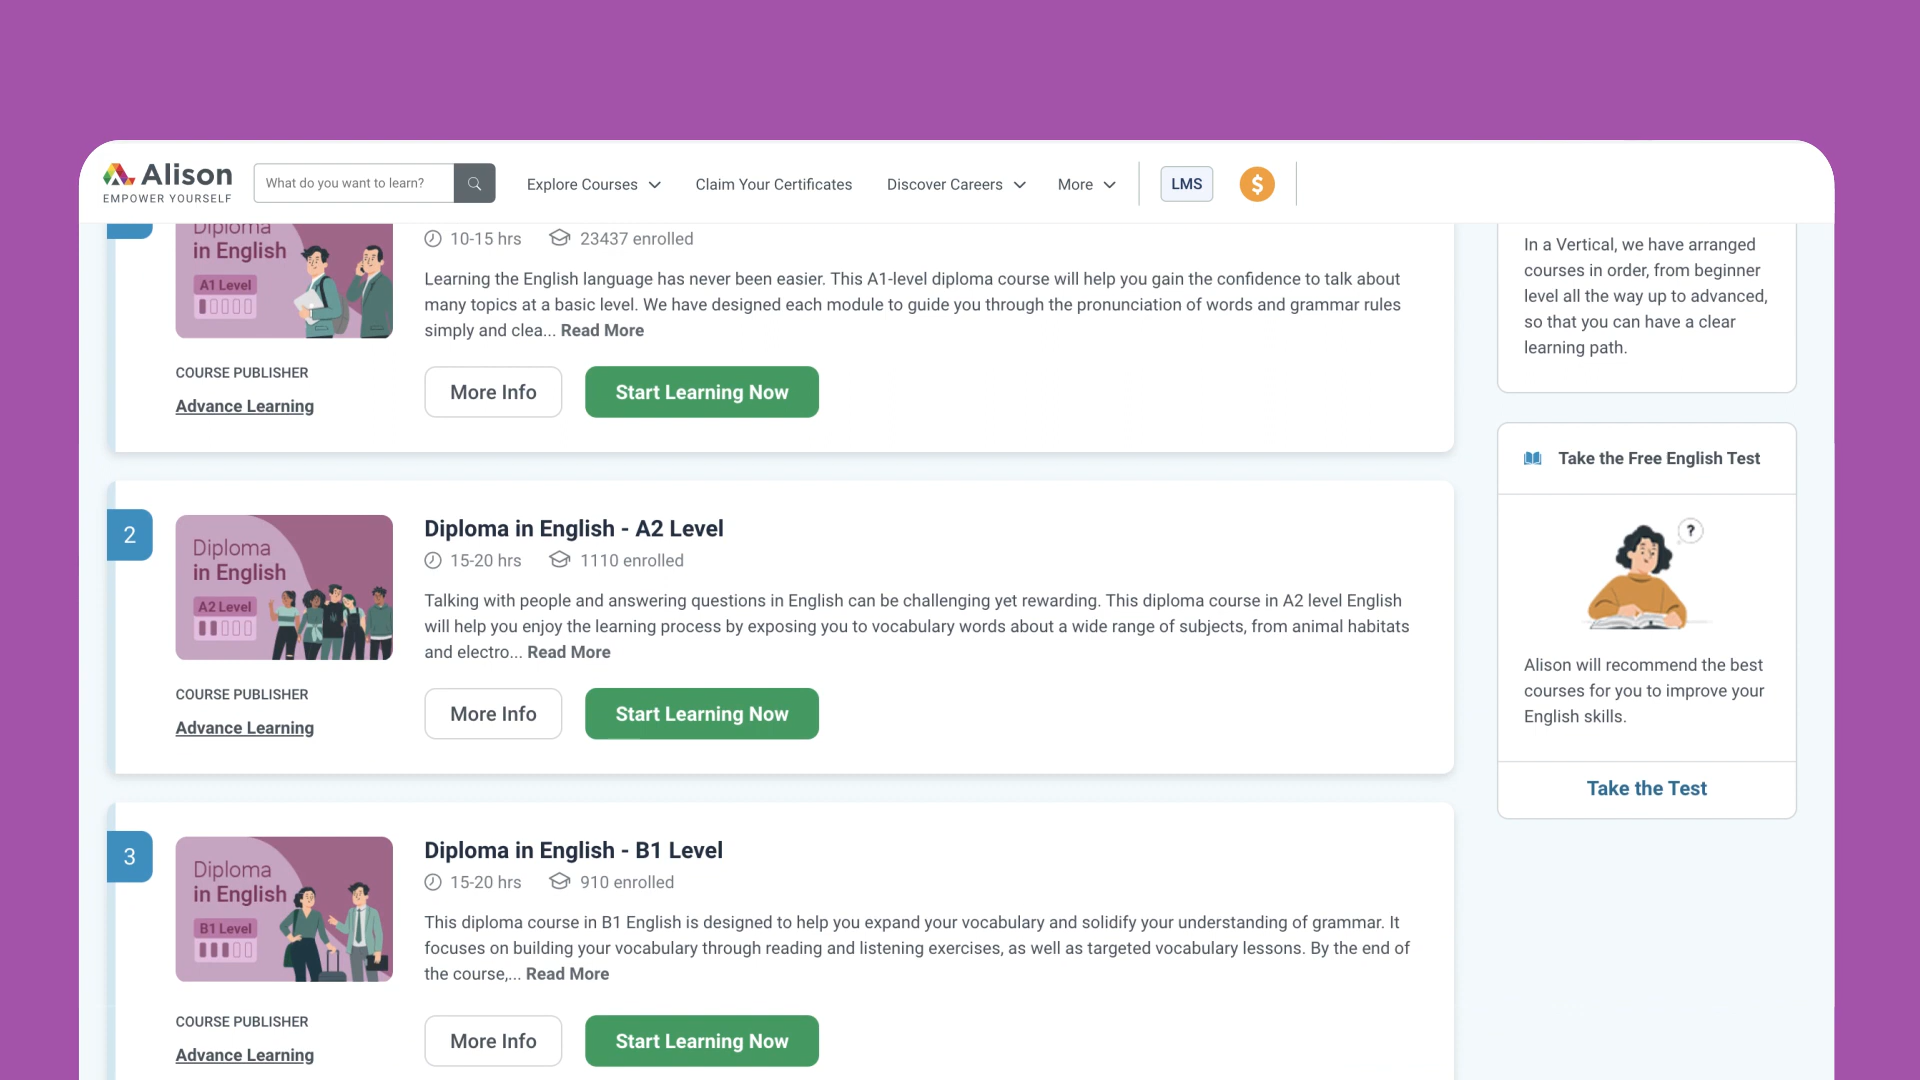 Alison
EMPOWER YOURSELF
What do you want to learn?
Explore Courses
Claim Your Certificates
Discover Careers
More
LMS
$
Diploma
in English
A1 Level
10-15 hrs
23437 enrolled
Learning the English language has never been easier. This A1-level diploma course will help you gain the confidence to talk about
many topics at a basic level. We have designed each module to guide you through the pronunciation of words and grammar rules
simply and clea... Read More
COURSE PUBLISHER
Advance Learning
More Info
Start Learning Now
2
Diploma
in English
A2 Level
Diploma in English - A2 Level
15-20 hrs
1110 enrolled
Talking with people and answering questions in English can be challenging yet rewarding. This diploma course in A2 level English
will help you enjoy the learning process by exposing you to vocabulary words about a wide range of subjects, from animal habitats
and electro... Read More
COURSE PUBLISHER
Advance Learning
More Info
Start Learning Now
3
Diploma
in English
B1 Level
Diploma in English - B1 Level
15-20 hrs
910 enrolled
This diploma course in B1 English is designed to help you expand your vocabulary and solidify your understanding of grammar. It
focuses on building your vocabulary through reading and listening exercises, as well as targeted vocabulary lessons. By the end of
the course,... Read More
COURSE PUBLISHER
Advance Learning
More Info
Start Learning Now
In a Vertical, we have arranged
courses in order, from beginner
level all the way up to advanced,
so that you can have a clear
learning path.
Take the Free English Test
?
Alison will recommend the best
courses for you to improve your
English skills.
Take the Test